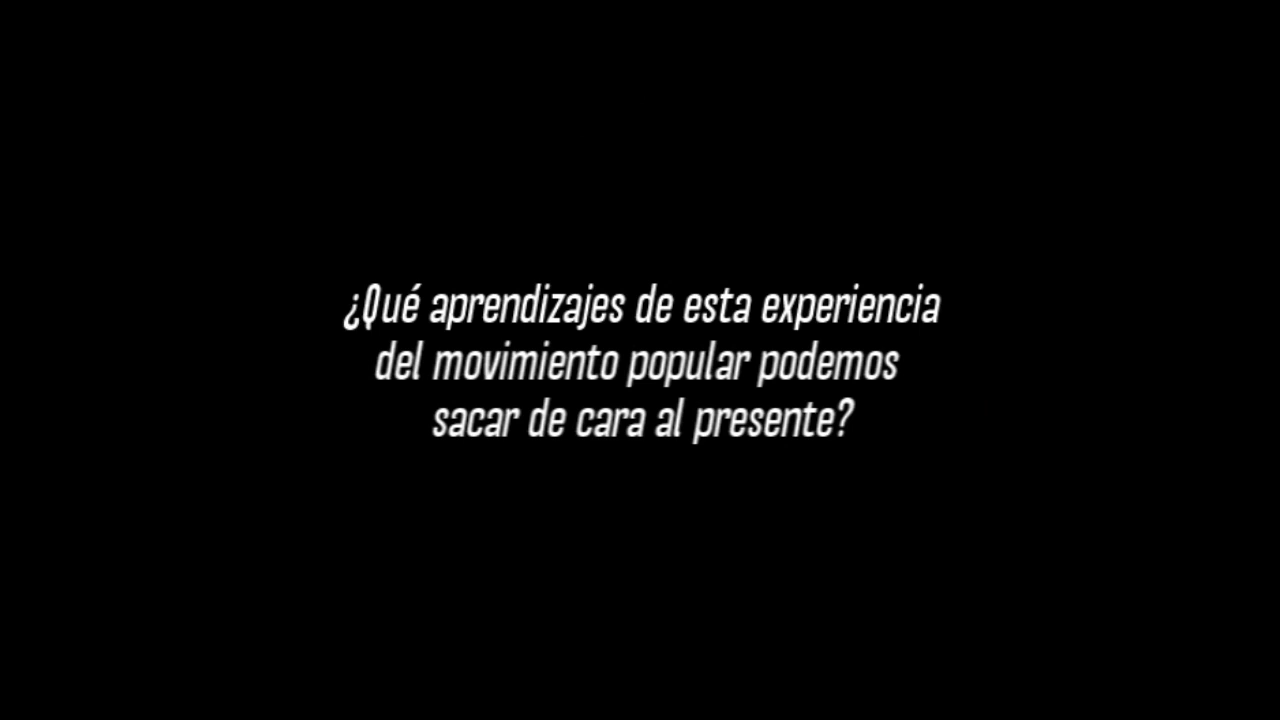 ¿Qué aprendizajes de esta experiencia
del movimiento popular podemos
sacar de cara al presente?